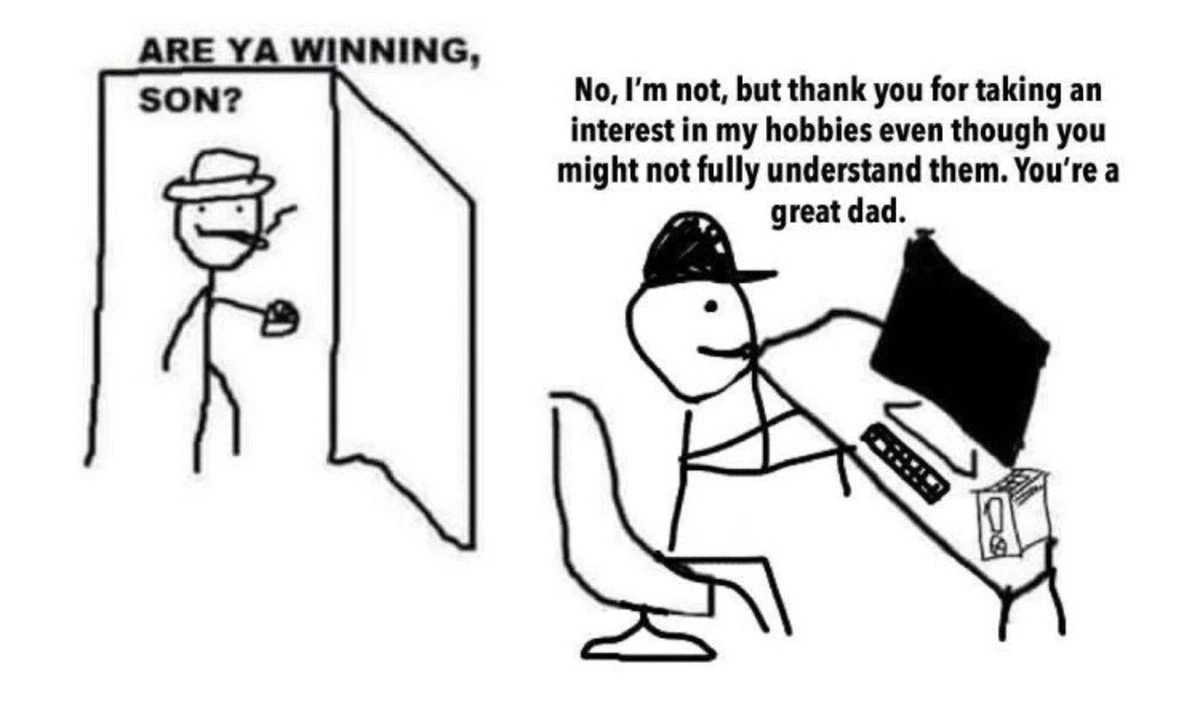 ARE YA WINNING,
SON?
No, I'm not, but thank you for taking an
interest in my hobbies even though you
might not fully understand them. You're a
great dad.